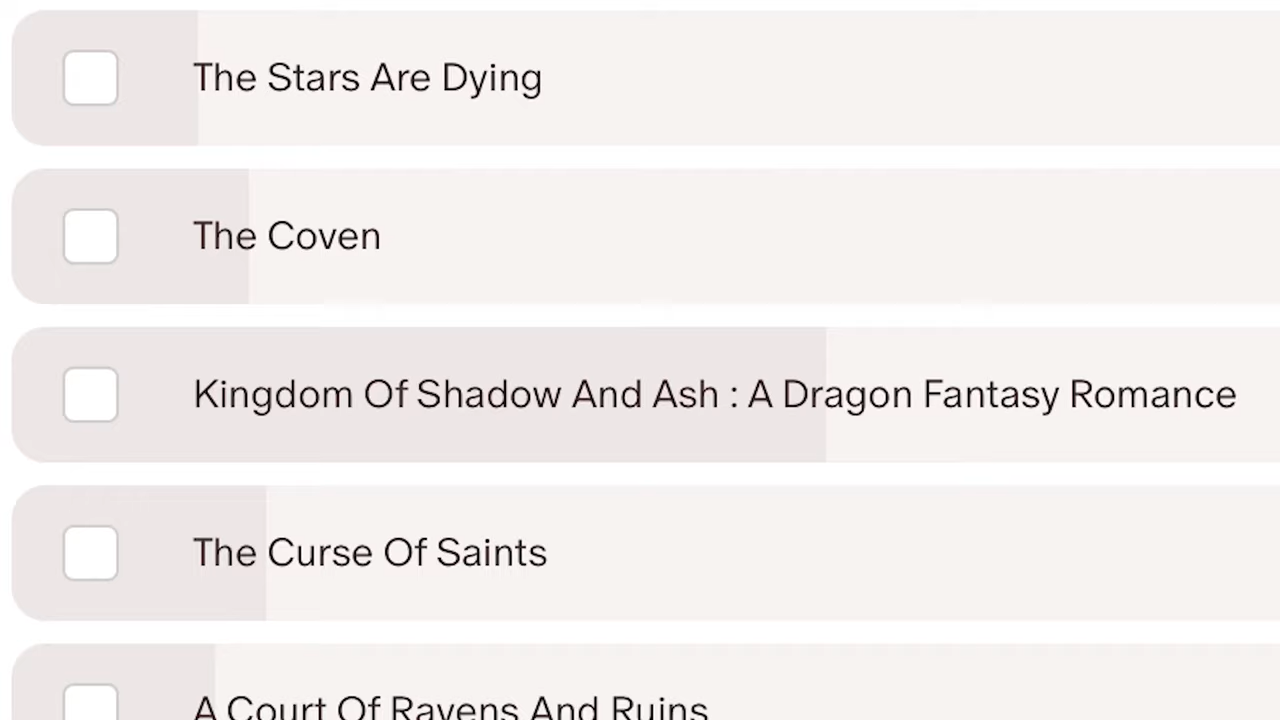 The Stars Are Dying
The Coven
Kingdom Of Shadow And Ash : A Dragon Fantasy Romance
The Curse Of Saints
A Court Of Ravens And Ruins